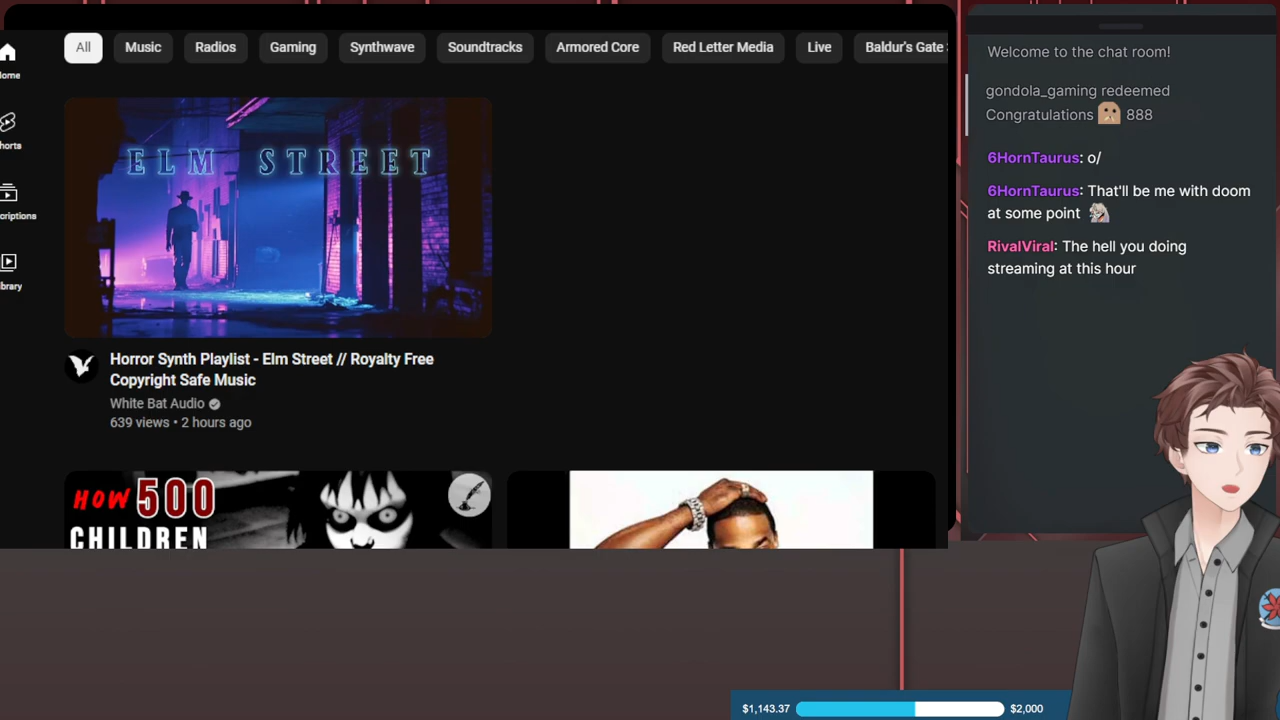 All
Music
Radios
Gaming
Synthwave
Soundtracks
Armored Core
Red Letter Media
Live
Baldur's Gate
ome
horts
criptions
ibrary
ELM STREET
Horror Synth Playlist - Elm Street // Royalty Free
Copyright Safe Music
White Bat Audio
639 views • 2 hours ago
HOW 500
CHILDREN
Welcome to the chat room!
gondola_gaming redeemed
Congratulations 888
6HornTaurus: o/
6HornTaurus: That'll be me with doom
at some point
RivalViral: The hell you doing
streaming at this hour
$1,143.37
$2,000